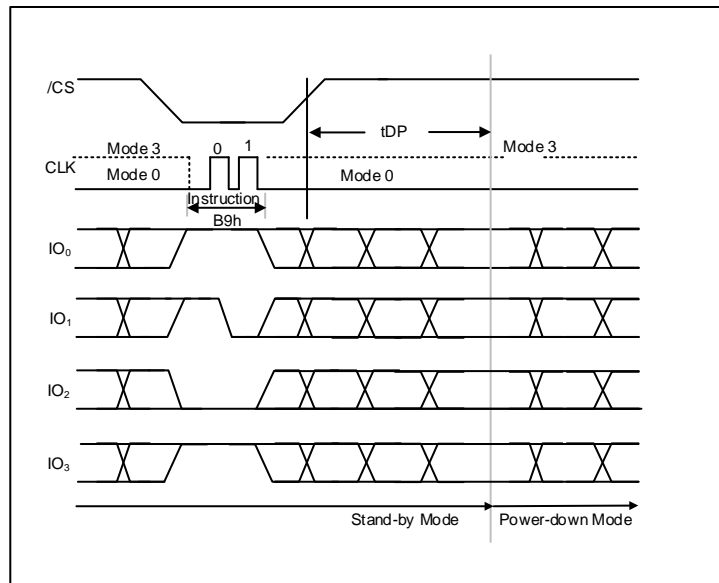 /CS
tDP
Mode 3
0
1
Mode 3
CLK
Mode 0
Mode 0
Instruction
B9h
IO₀
IO₁
IO₂
IO₃
Stand-by Mode
Power-down Mode